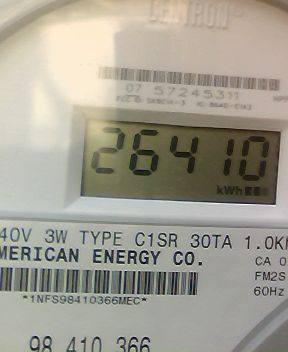 CENTRON®
07 57245311
26410
kWh
40V 3W TYPE C1SR 30TA 1.0K
MERICAN ENERGY CO.
CA 0
FM2S
60Hz
*1NFS98410366MEC*
98 410 366